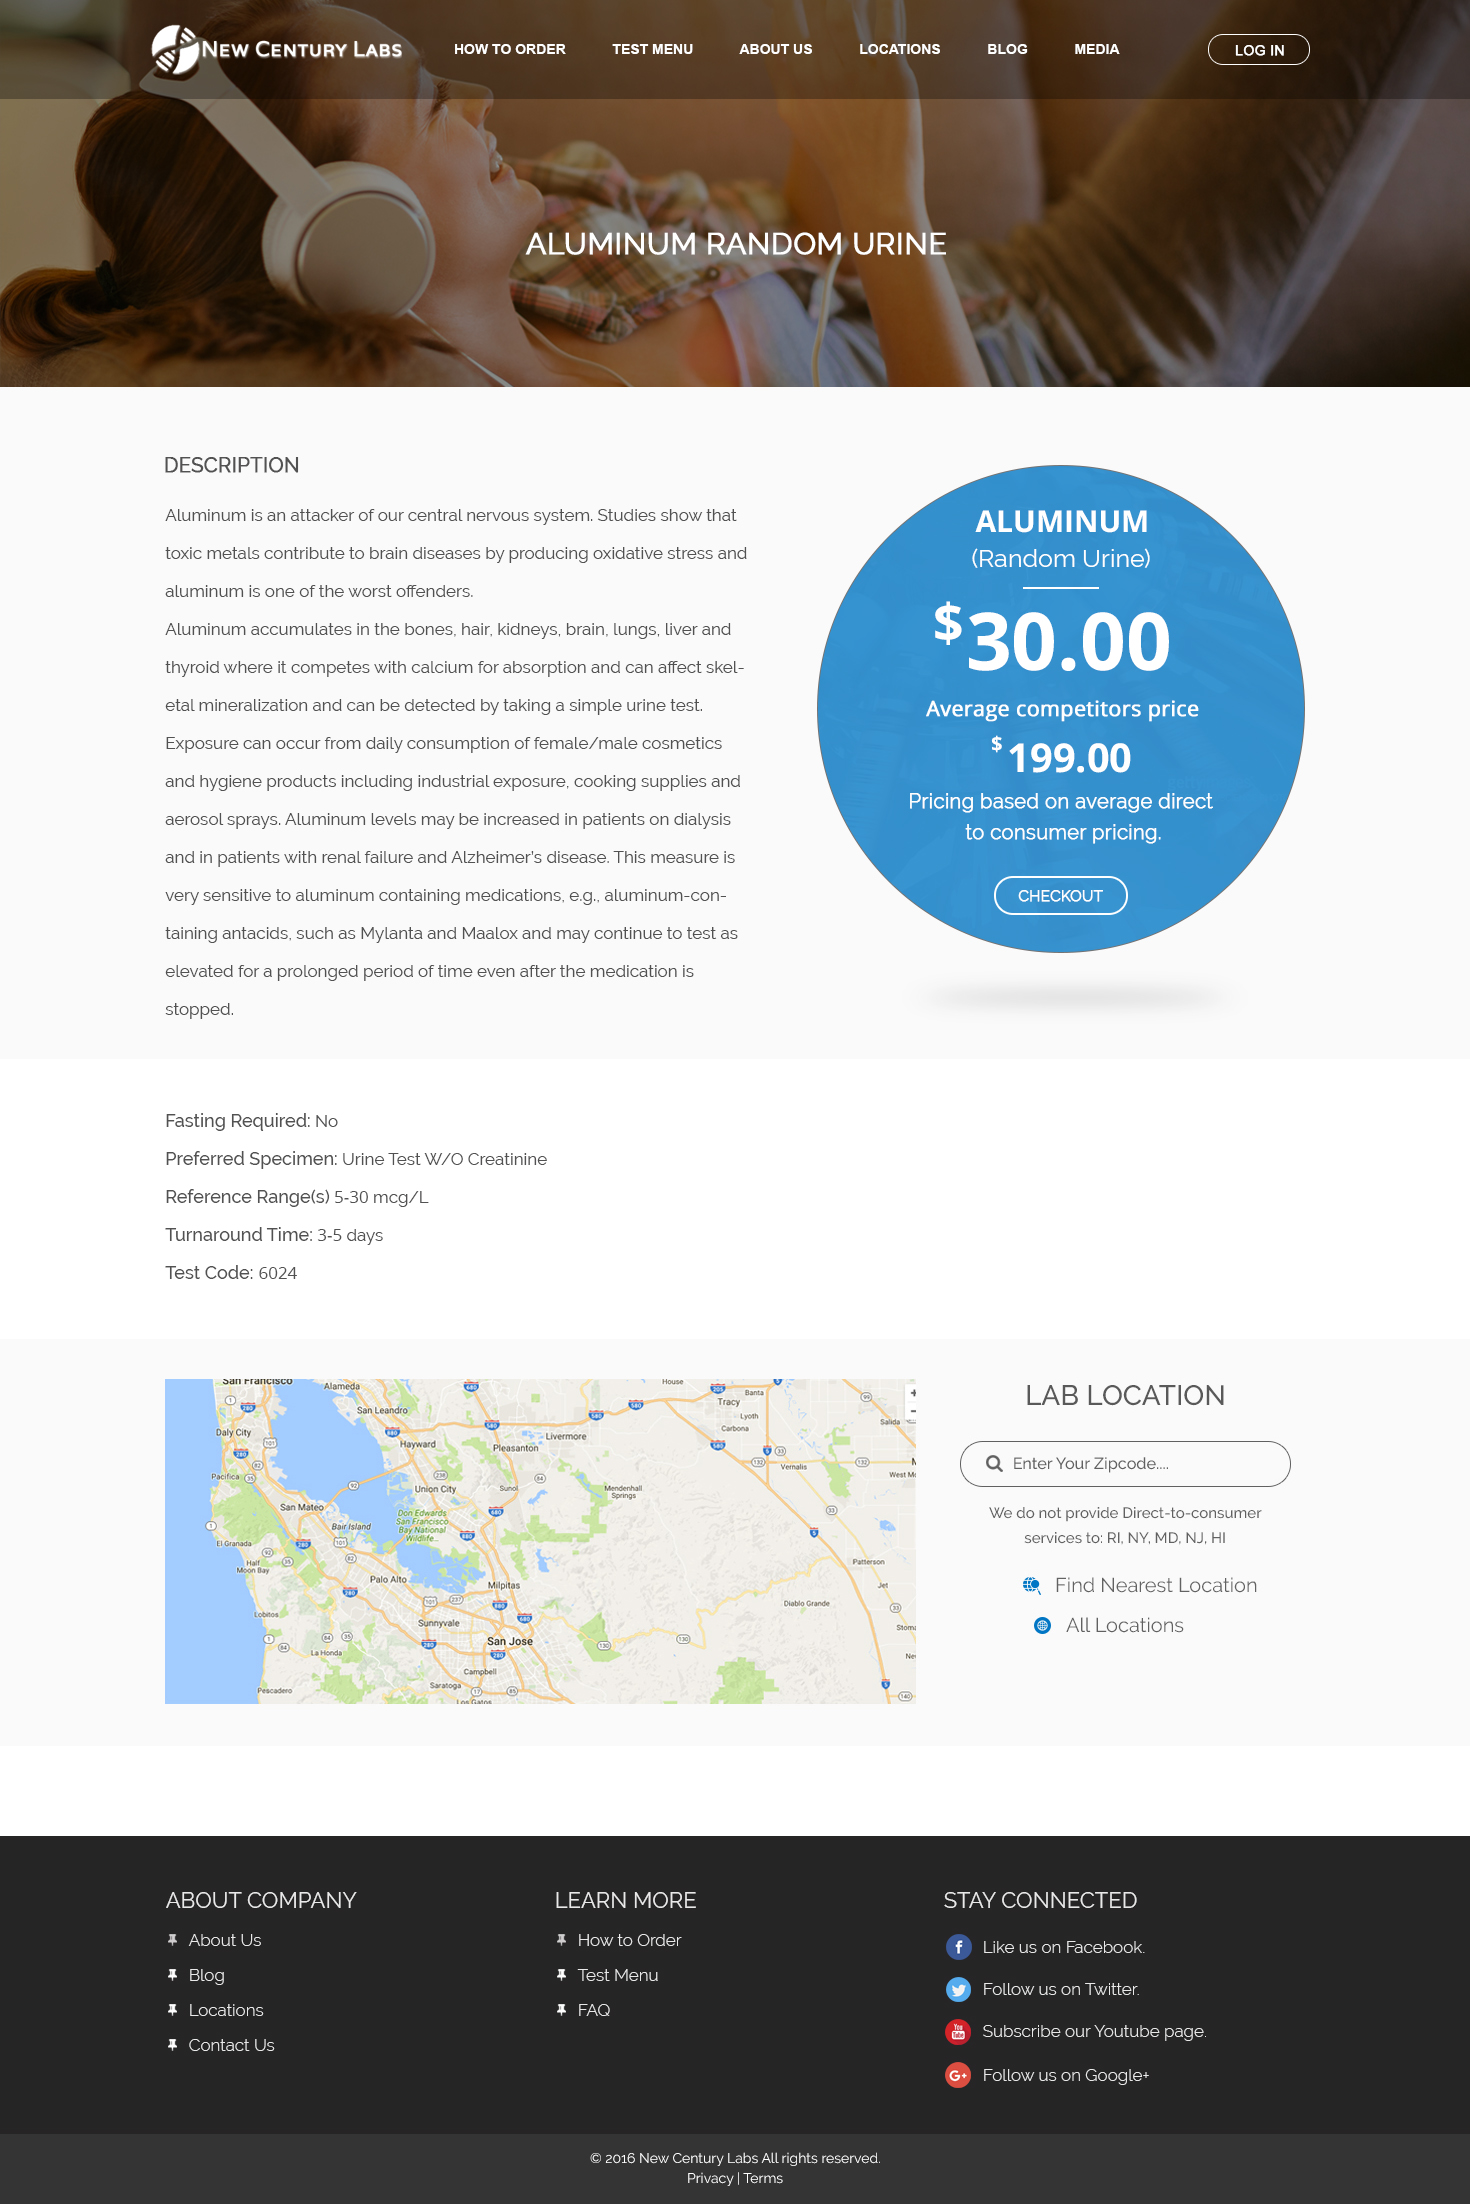 NEW CENTURY LABS
HOW TO ORDER
TEST MENU
ABOUT US
LOCATIONS
BLOG
MEDIA
LOG IN
ALUMINUM RANDOM URINE
DESCRIPTION
Aluminum is an attacker of our central nervous system. Studies show that
toxic metals contribute to brain diseases by producing oxidative stress and
aluminum is one of the worst offenders.
Aluminum accumulates in the bones, hair, kidneys, brain, lungs, liver and
thyroid where it competes with calcium for absorption and can affect skel-
etal mineralization and can be detected by taking a simple urine test.
Exposure can occur from daily consumption of female/male cosmetics
and hygiene products including industrial exposure, cooking supplies and
aerosol sprays. Aluminum levels may be increased in patients on dialysis
and in patients with renal failure and Alzheimer's disease. This measure is
very sensitive to aluminum containing medications, e.g., aluminum-con-
taining antacids, such as Mylanta and Maalox and may continue to test as
elevated for a prolonged period of time even after the medication is
stopped.
ALUMINUM
(Random Urine)
$30.00
Average competitors price
$199.00
Pricing based on average direct
to consumer pricing.
CHECKOUT
Fasting Required: No
Preferred Specimen: Urine Test W/O Creatinine
Reference Range(s) 5-30 mcg/L
Turnaround Time: 3-5 days
Test Code: 6024
San Francisco
Alameda
House
Banta
Tracy
San Leandro
Lyoth
Salida
Daly City
Carbona
Hayward
Livermore
Pleasanton
Pacifica
Vernalis
West Mo
Union City
Sunol
Mendenhall
Springs
San Mateo
Bair Island
Don Edwards
San Francisco
Bay National
Wildlife
El Granada
Half
Moon Bay
Patterson
Palo Alto
Milpitas
Jet
Diablo Grande
Lobitos
Sunnyvale
Stoma
San Jose
La Honda
Campbell
Saratoga
Pescadero
Los Gatos
LAB LOCATION
Enter Your Zipcode....
We do not provide Direct-to-consumer
services to: RI, NY, MD, NJ, HI
Find Nearest Location
All Locations
ABOUT COMPANY
About Us
Blog
Locations
Contact Us
LEARN MORE
How to Order
Test Menu
FAQ
STAY CONNECTED
Like us on Facebook.
Follow us on Twitter.
Subscribe our Youtube page.
Follow us on Google+
© 2016 New Century Labs All rights reserved.
Privacy | Terms